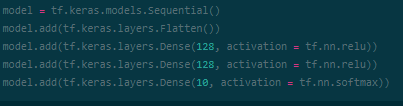 model = tf.keras.models.Sequential()
model.add(tf.keras.layers.Flatten())
model.add(tf.keras.layers.Dense(128, activation = tf.nn.relu))
model.add(tf.keras.layers.Dense(128, activation = tf.nn.relu))
model.add(tf.keras.layers.Dense(10, activation = tf.nn.softmax))